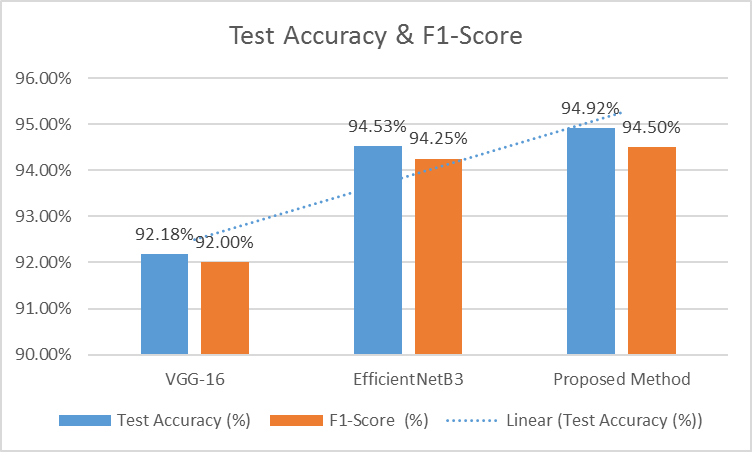 Test Accuracy & F1-Score
96.00%
95.00%
94.00%
93.00%
92.00%
91.00%
90.00%
92.18%
92.00%
94.53%
94.25%
94.92%
94.50%
VGG-16
EfficientNetB3
Proposed Method
Test Accuracy (%)
F1-Score (%)
Linear (Test Accuracy (%))